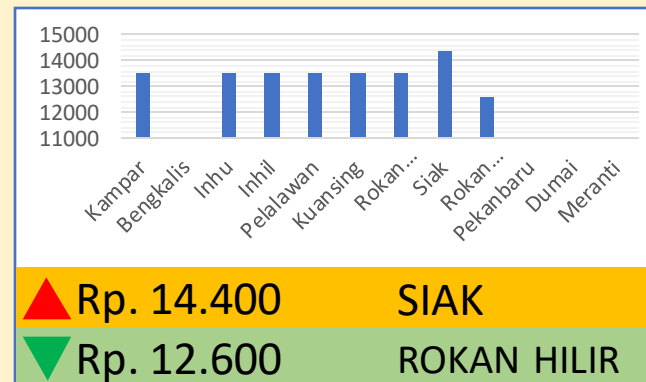 15000
14000
13000
12000
11000
Kampar
Bengkalis
Inhu
Inhil
Pelalawan
Kuansing
Rokan...
Siak
Rokan...
Pekanbaru
Dumai
Meranti
Rp. 14.400 SIAK
Rp. 12.600 ROKAN HILIR